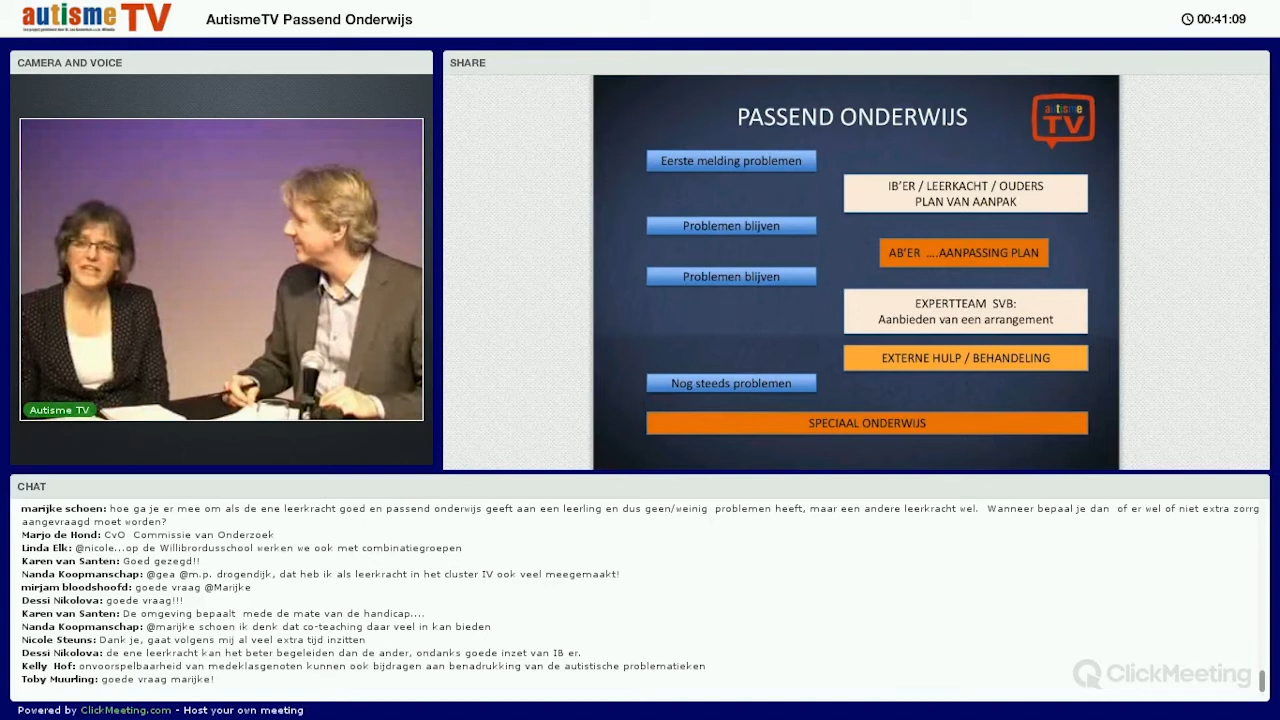 autisme TV
AutismeTV Passend Onderwijs
00:41:09
CAMERA AND VOICE
SHARE
PASSEND ONDERWIJS
autisme
TV
Eerste melding problemen
IB'ER / LEERKACHT / OUDERS
PLAN VAN AANPAK
Problemen blijven
AB'ER ....AANPASSING PLAN
Problemen blijven
EXPERTTEAM SVB:
Aanbieden van een arrangement
EXTERNE HULP / BEHANDELING
Nog steeds problemen
SPECIAAL ONDERWIJS
Autisme TV
CHAT
marijke schoen: hoe ga je er mee om als de ene leerkracht goed en passend onderwijs geeft aan een leerling en dus geen/weinig problemen heeft, maar een andere leerkracht wel. Wanneer bepaal je dan of er wel of niet extra zorrg
aangevraagd moet worden?
Marjo de Hond: CvO Commissie van Onderzoek
Linda Elk: @nicole...op de Willibrordusschool werken we ook met combinatiegroepen
Karen van Santen: Goed gezegd!!
Nanda Koopmanschap: @gea @m.p. drogendijk, dat heb ik als leerkracht in het cluster IV ook veel meegemaakt!
mirjam bloodshoofd: goede vraag @Marijke
Dessi Nikolova: goede vraag!!!
Karen van Santen: De omgeving bepaalt mede de mate van de handicap....
Nanda Koopmanschap: @marijke schoen ik denk dat co-teaching daar veel in kan bieden
Nicole Steuns: Dank je, gaat volgens mij al veel extra tijd inzitten
Dessi Nikolova: de ene leerkracht kan het beter begeleiden dan de ander, ondanks goede inzet van IB er.
Kelly Hof: onvoorspelbaarheid van medeklasgenoten kunnen ook bijdragen aan benadrukking van de autistische problematieken
Toby Muurling: goede vraag marijke!
ClickMeeting
Powered by ClickMeeting.com - Host your own meeting